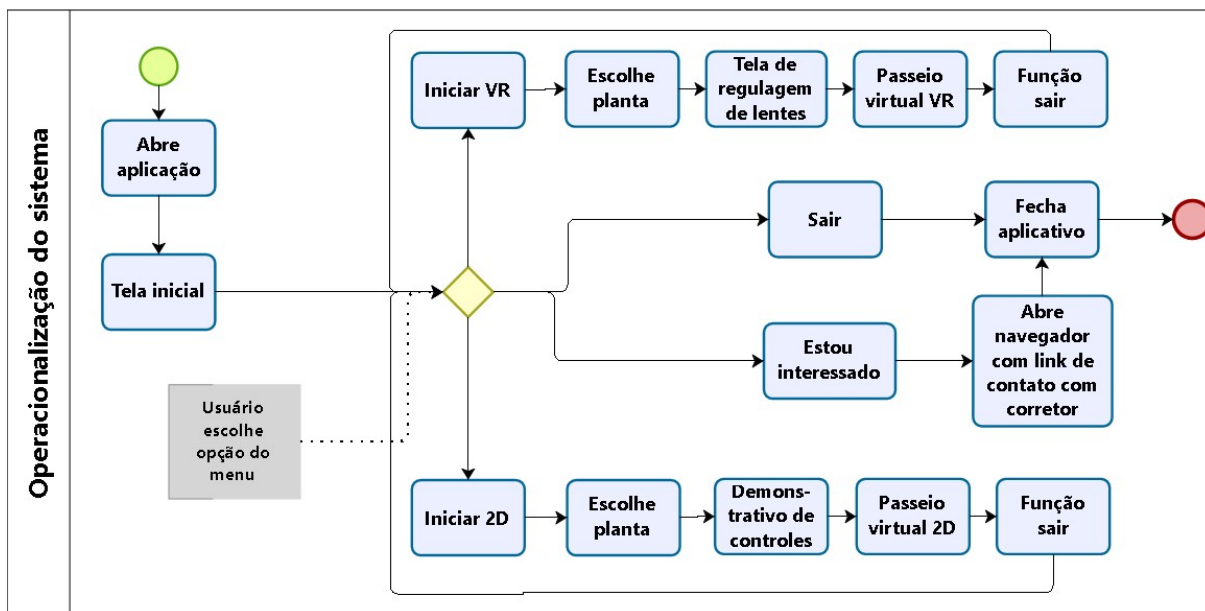 Operacionalização do sistema
Abre
aplicação
Tela inicial
Usuário
escolhe
opção do
menu
Iniciar VR
Escolhe
planta
Tela de
regulagem
de lentes
Passeio
virtual VR
Função
sair
Sair
Fecha
aplicativo
Estou
interessado
Abre
navegador
com link de
contato com
corretor
Iniciar 2D
Escolhe
planta
Demons-
trativo de
controles
Passeio
virtual 2D
Função
sair